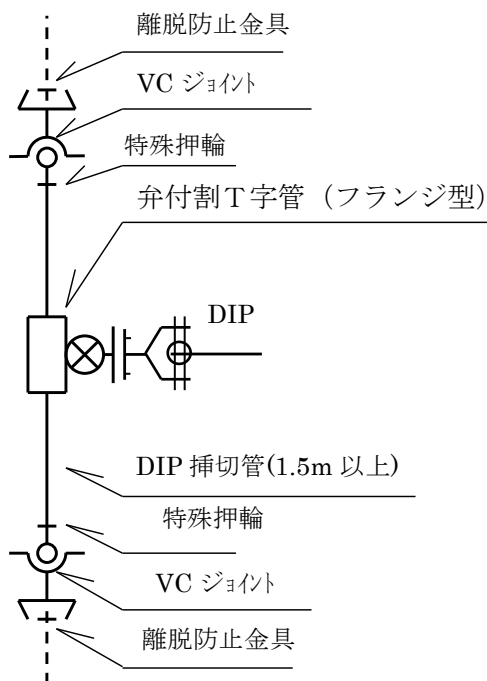 離脱防止金具
VC ジョイント
特殊押輪
弁付割Ｔ字管（フランジ型）
DIP
DIP 挿切管(1.5m 以上)
特殊押輪
VC ジョイント
離脱防止金具